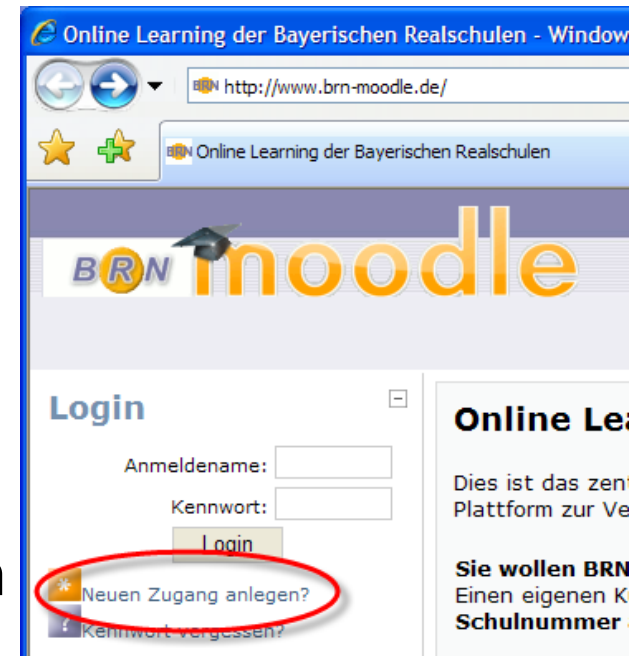 Online Learning der Bayerischen Realschulen - Window
BRN http://www.brn-moodle.de/
BRN Online Learning der Bayerischen Realschulen
BRN moodle
Login
Anmeldename:
Kennwort:
Login
* Neuen Zugang anlegen?
? Kennwort vergessen?
Online Lea
Dies ist das zent
Plattform zur Ve
Sie wollen BRN
Einen eigenen K
Schulnummer